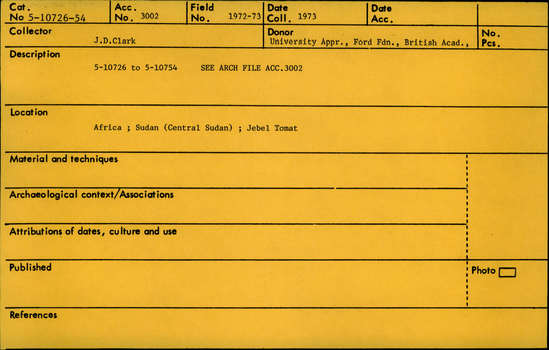 Cat. No 5-10726-54
Acc. No. 3002
Field No. 1972-73
Date Coll. 1973
Date Acc.
Collector
J.D.Clark
Donor
University Appr., Ford Fdn., British Acad.,
No. Pcs.
Description
5-10726 to 5-10754 SEE ARCH FILE ACC.3002
Location
Africa ; Sudan (Central Sudan) ; Jebel Tomat
Material and techniques
Archaeological context/Associations
Attributions of dates, culture and use
Published
Photo
References